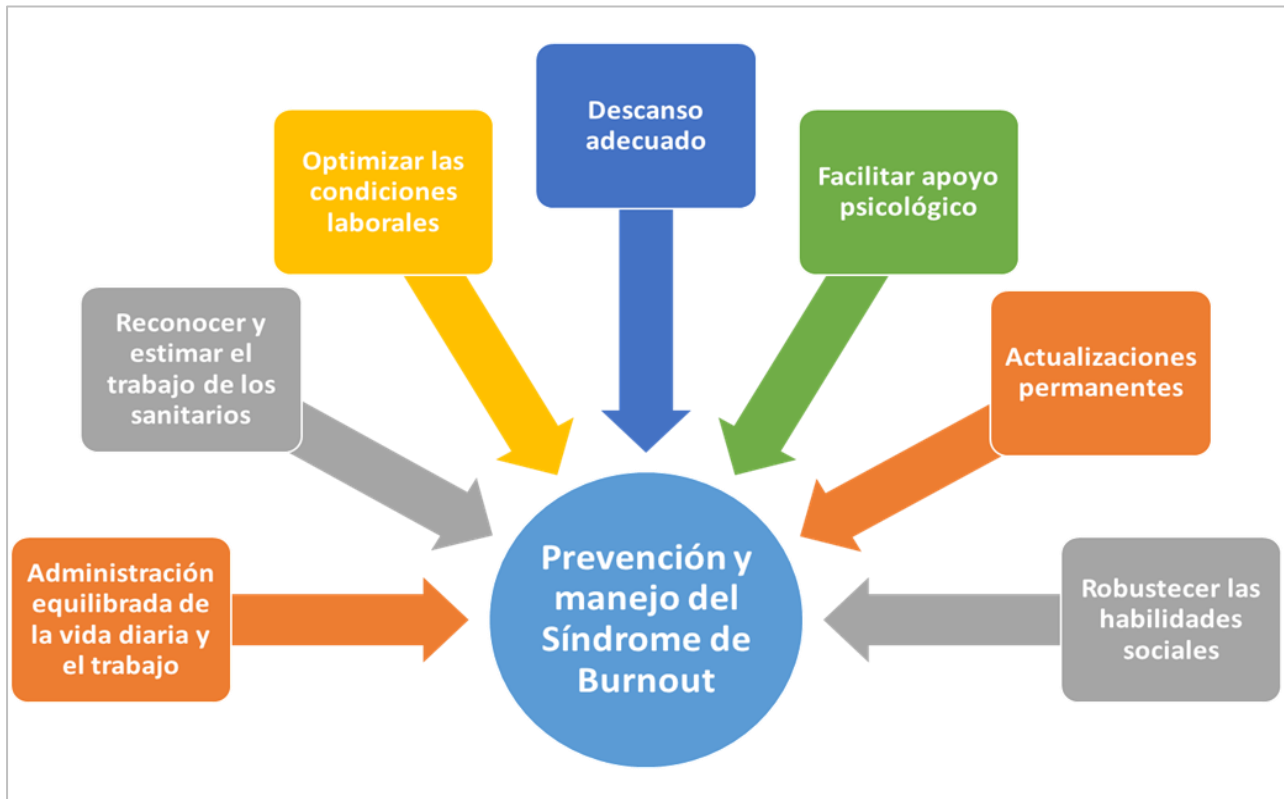 Descanso
adecuado
Optimizar las
condiciones
laborales
Facilitar apoyo
psicológico
Reconocer y
estimar el
trabajo de los
sanitarios
Actualizaciones
permanentes
Administración
equilibrada de
la vida diaria y
el trabajo
Prevención y
manejo del
Síndrome de
Burnout
Robustecer las
habilidades
sociales